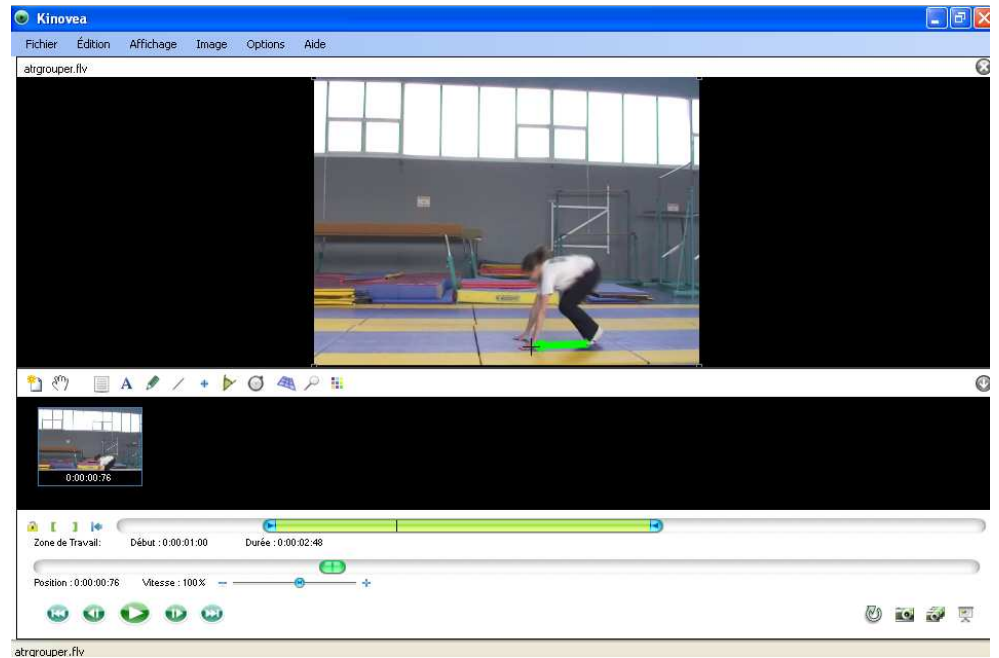 Kinovea
Fichier Édition Affichage Image Options Aide
atrgrouper.flv
A
0:00:00:76
Zone de Travail: Début : 0:00:01:00 Durée : 0:00:02:48
Position : 0:00:00:76 Vitesse : 100%
atrgrouper.flv